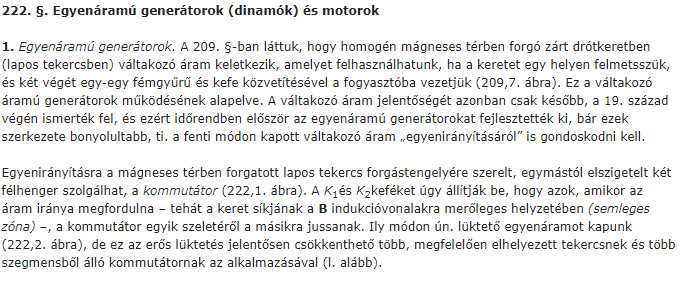 222. §. Egyenáramú generátorok (dinamók) és motorok
1. Egyenáramú generátorok. A 209. §-ban láttuk, hogy homogén mágneses térben forgó zárt drótkeretben
(lapos tekercsben) váltakozó áram keletkezik, amelyet felhasználhatunk, ha a keretet egy helyen felmetsszük,
és két végét egy-egy fémgyűrű és kefe közvetítésével a fogyasztóba vezetjük (209,7. ábra). Ez a váltakozó
áramú generátorok működésének alapelve. A váltakozó áram jelentőségét azonban csak később, a 19. század
végén ismerték fel, és ezért időrendben először az egyenáramú generátorokat fejlesztették ki, bár ezek
szerkezete bonyolultabb, ti. a fenti módon kapott váltakozó áram „egyenirányításáról” is gondoskodni kell.
Egyenirányításra a mágneses térben forgatott lapos tekercs forgástengelyére szerelt, egymástól elszigetelt két
félhenger szolgálhat, a kommutátor (222,1. ábra). A K1és K2keféket úgy állítják be, hogy azok, amikor az
áram iránya megfordulna – tehát a keret síkjának a B indukcióvonalakra merőleges helyzetében (semleges
zóna) –, a kommutátor egyik szeletéről a másikra jussanak. Ily módon ún. lüktető egyenáramot kapunk
(222,2. ábra), de ez az erős lüktetés jelentősen csökkenthető több, megfelelően elhelyezett tekercsnek és több
szegmensből álló kommutátornak az alkalmazásával (l. alább).